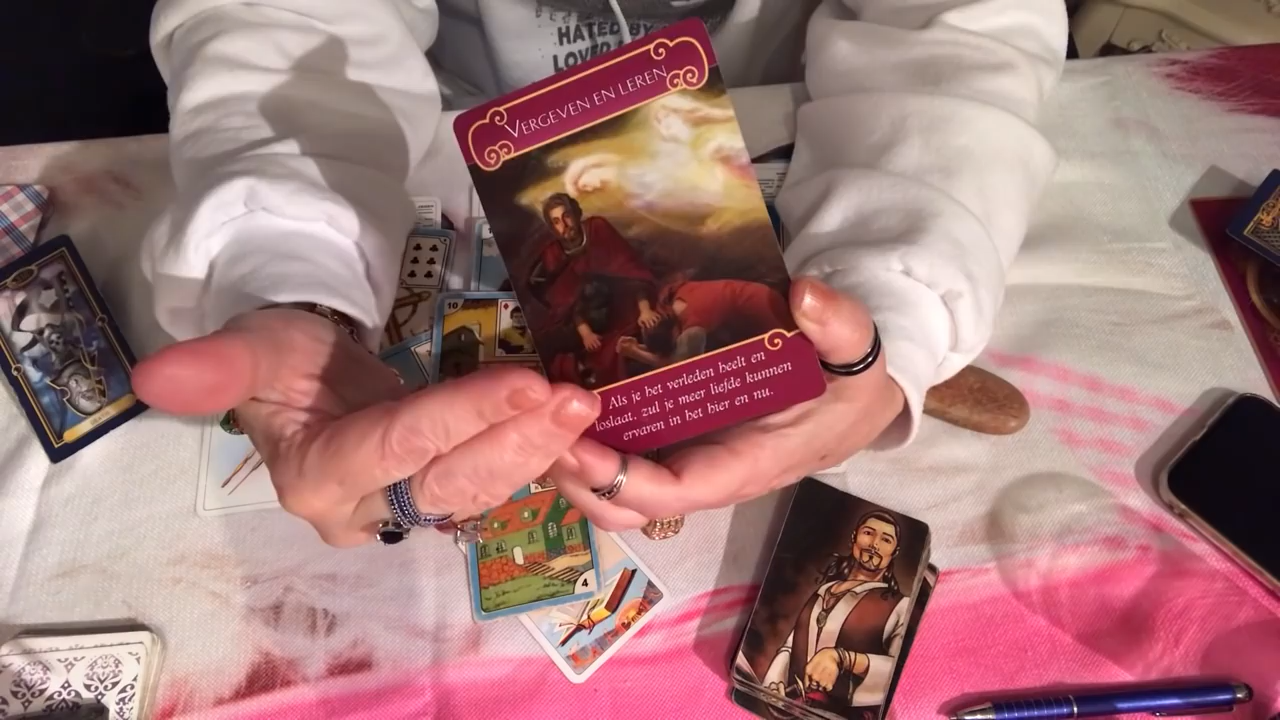 HATED BY
LOVED
VERGEVEN EN LEREN
Als je het verleden heelt en
loslaat, zul je meer liefde kunnen
ervaren in het hier en nu.
10
4